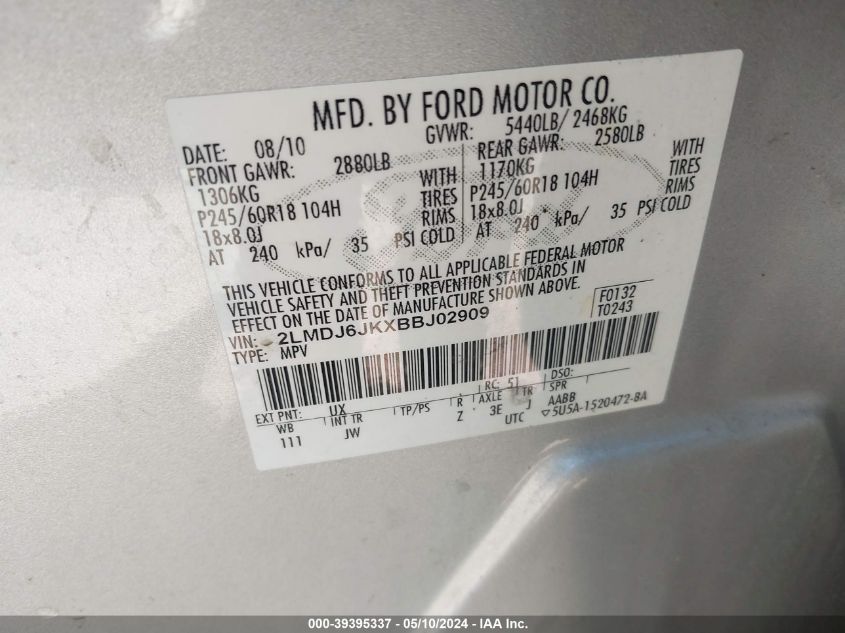 MFD. BY FORD MOTOR CO.
DATE: 08/10 GVWR: 5440LB/ 2468KG
FRONT GAWR: 2880LB REAR GAWR: 2580LB
1306KG WITH 1170KG WITH
P245/60R18 104H TIRES P245/60R18 104H TIRES
18x8.0J RIMS 18x8.0J RIMS
AT 240 kPa/ 35 PSI COLD AT 240 kPa/ 35 PSI COLD
THIS VEHICLE CONFORMS TO ALL APPLICABLE FEDERAL MOTOR
VEHICLE SAFETY AND THEFT PREVENTION STANDARDS IN
EFFECT ON THE DATE OF MANUFACTURE SHOWN ABOVE.
VIN: 2LMDJ6JKXBBJ02909 F0132
TYPE: MPV T0243
EXT PNT: UX RC: 51 DSO:
WB INT TR TP/PS R AXLE TR SPR
111 JW Z 3E J AABB
UTC ▽5U5A-1520472-BA
000-39395337 - 05/10/2024 - IAA Inc.